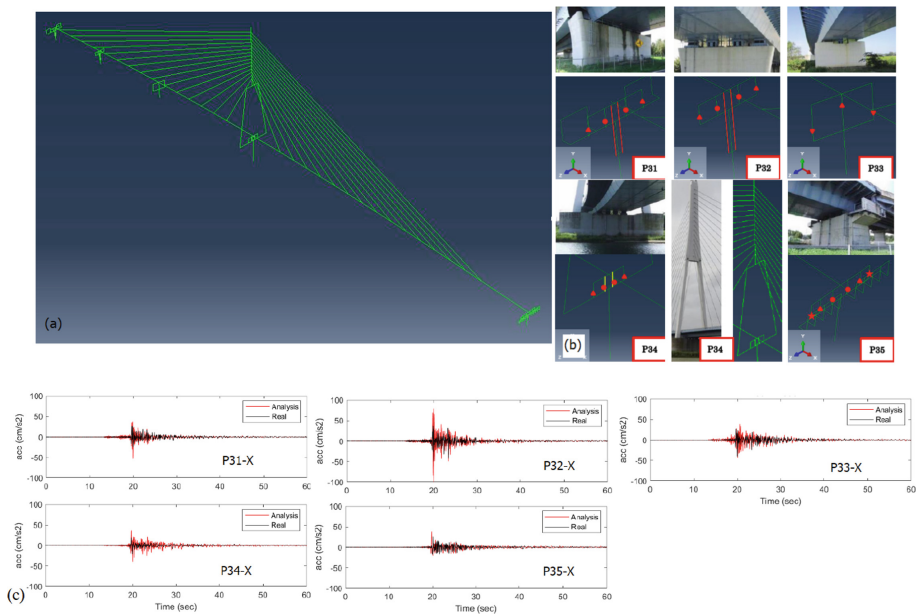 (a)
P31
P32
P33
Y
Z
X
(b)
P34
P34
P35
100
50
0
-50
-100
acc (cm/s2)
0 10 20 30 40 50 60
Analysis
Real
P31-X
100
50
0
-50
-100
acc (cm/s2)
0 10 20 30 40 50 60
Analysis
Real
P32-X
100
50
0
-50
-100
acc (cm/s2)
0 10 20 30 40 50 60
Time (sec)
Analysis
Real
P33-X
100
50
0
-50
-100
acc (cm/s2)
0 10 20 30 40 50 60
Time (sec)
Analysis
Real
P34-X
100
50
0
-50
-100
acc (cm/s2)
0 10 20 30 40 50 60
Time (sec)
Analysis
Real
P35-X
(c)